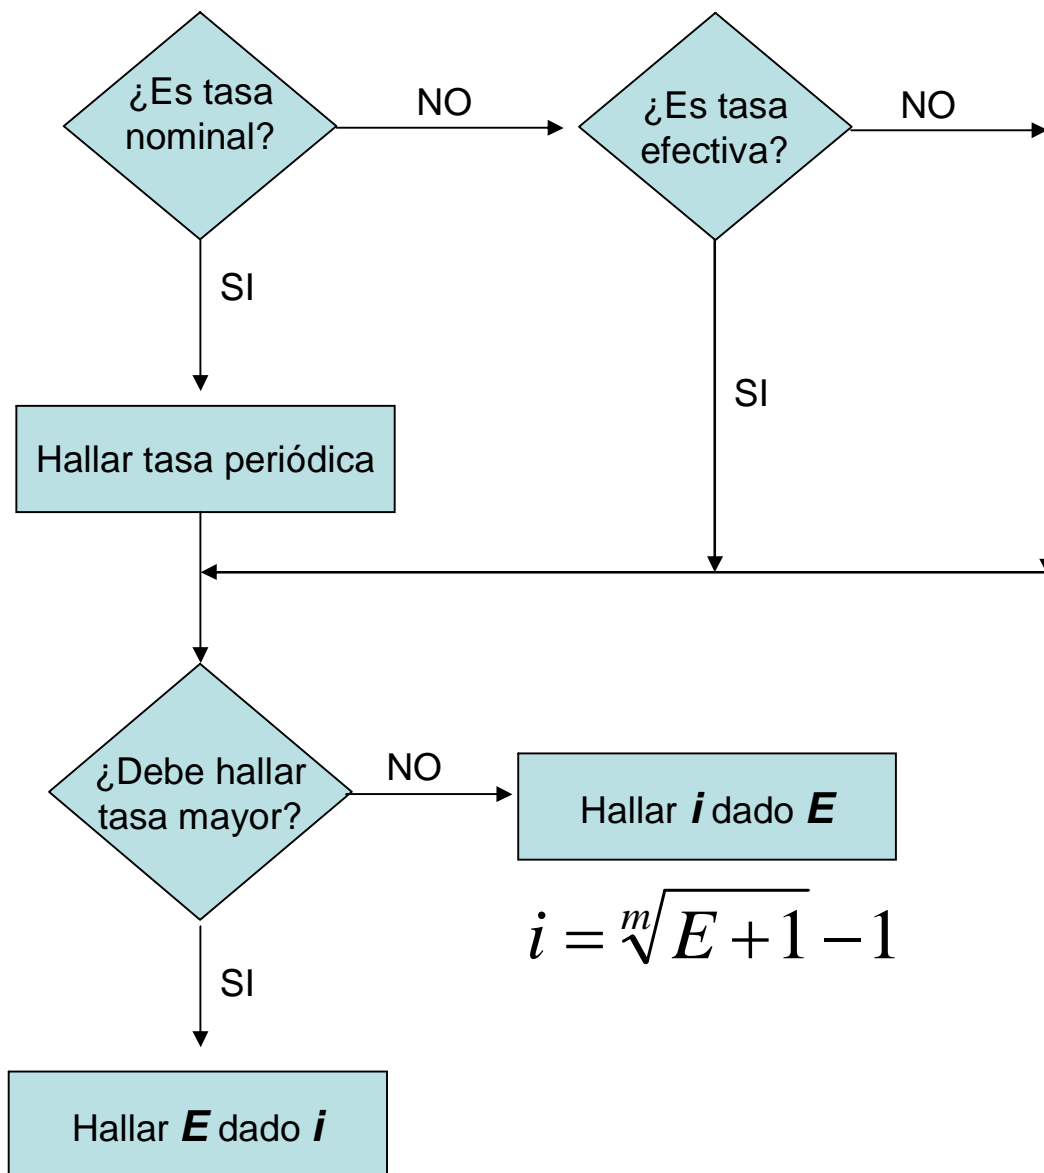 ¿Es tasa
nominal?
NO
¿Es tasa
efectiva?
NO
SI
SI
Hallar tasa periódica
¿Debe hallar
tasa mayor?
NO
Hallar i dado E
i = ᵐ√(E + 1) − 1
SI
Hallar E dado i